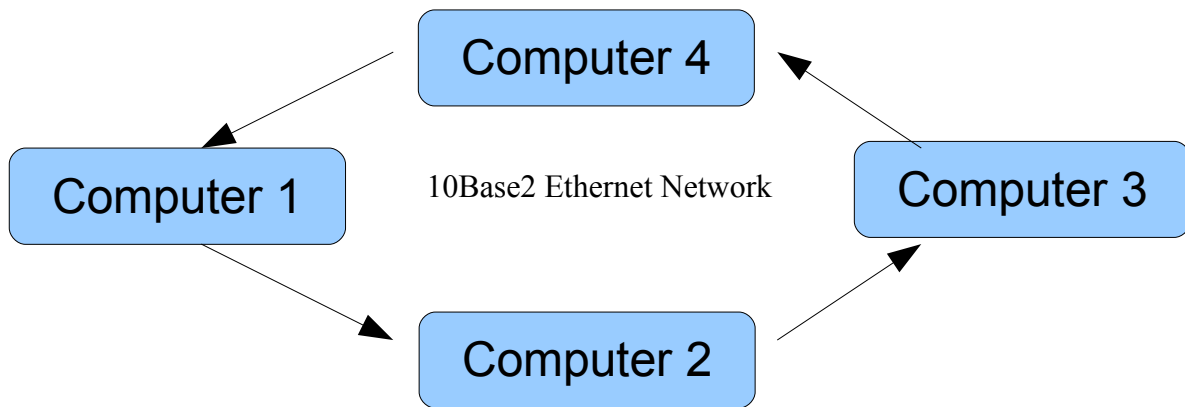 Computer 4
Computer 1
10Base2 Ethernet Network
Computer 3
Computer 2